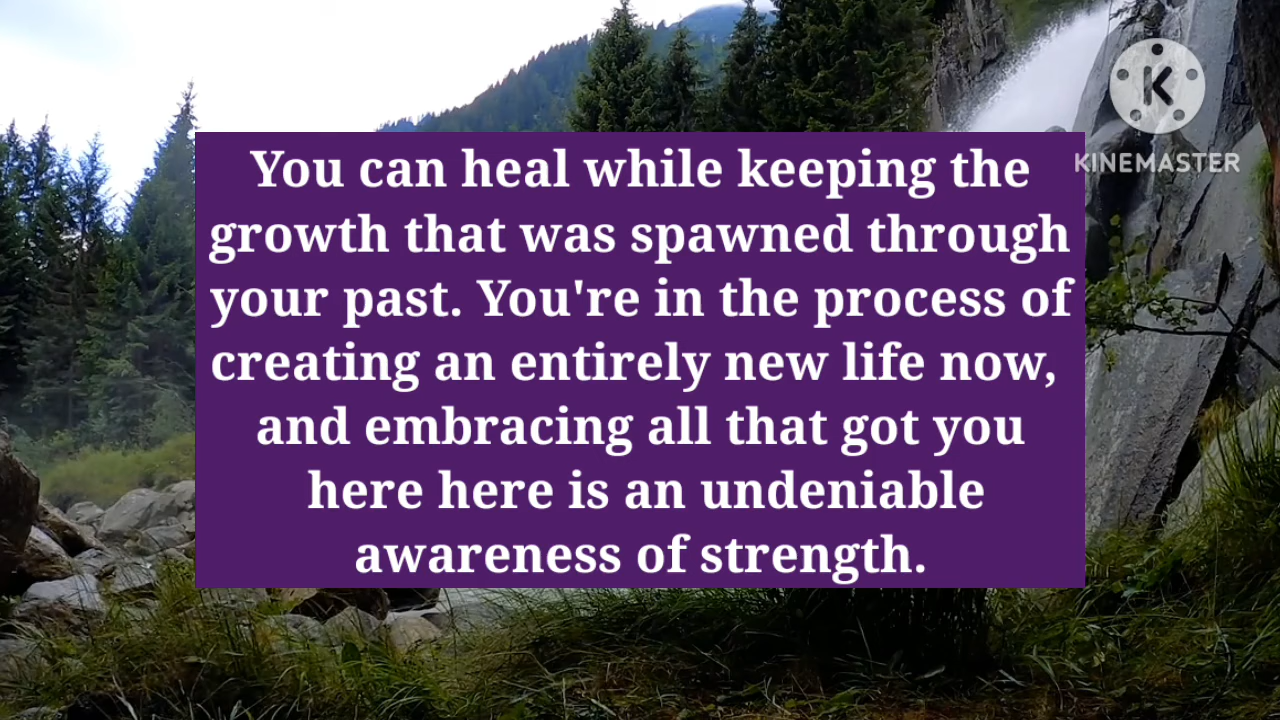 You can heal while keeping the
growth that was spawned through
your past. You're in the process of
creating an entirely new life now,
and embracing all that got you
here here is an undeniable
awareness of strength.
K
KINEMASTER